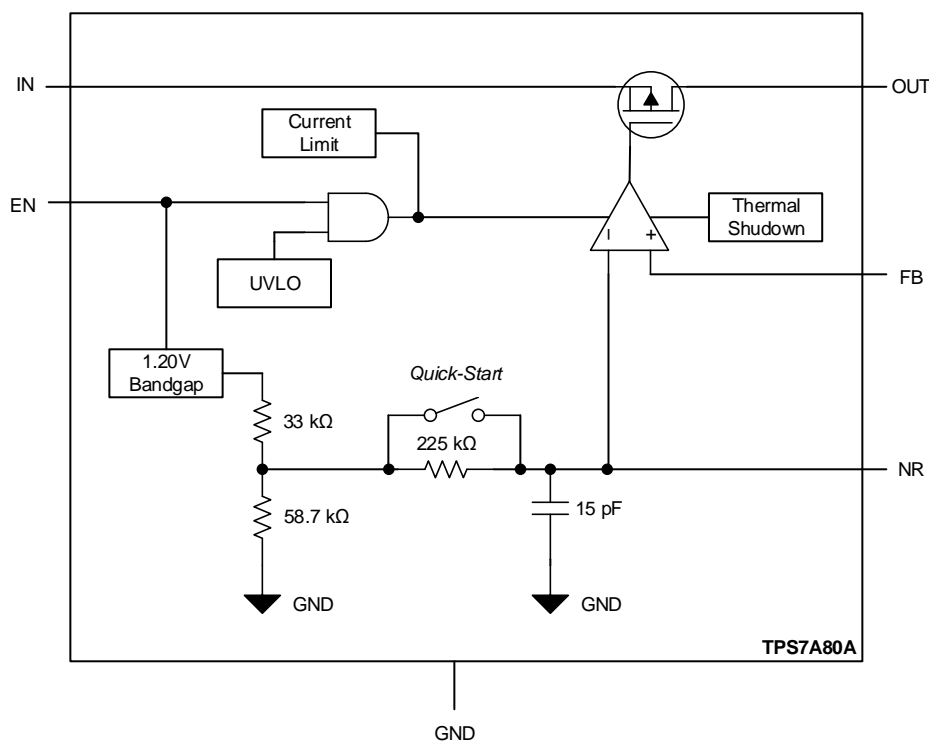 IN
OUT
Current
Limit
EN
Thermal
Shudown
UVLO
FB
1.20V
Bandgap
Quick-Start
33 kΩ
225 kΩ
NR
58.7 kΩ
15 pF
GND
GND
TPS7A80A
GND